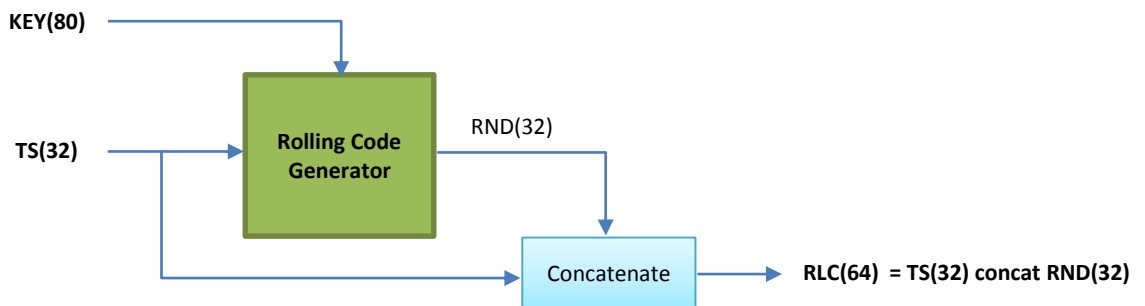 KEY(80)
TS(32)
Rolling Code
Generator
RND(32)
Concatenate
RLC(64) = TS(32) concat RND(32)